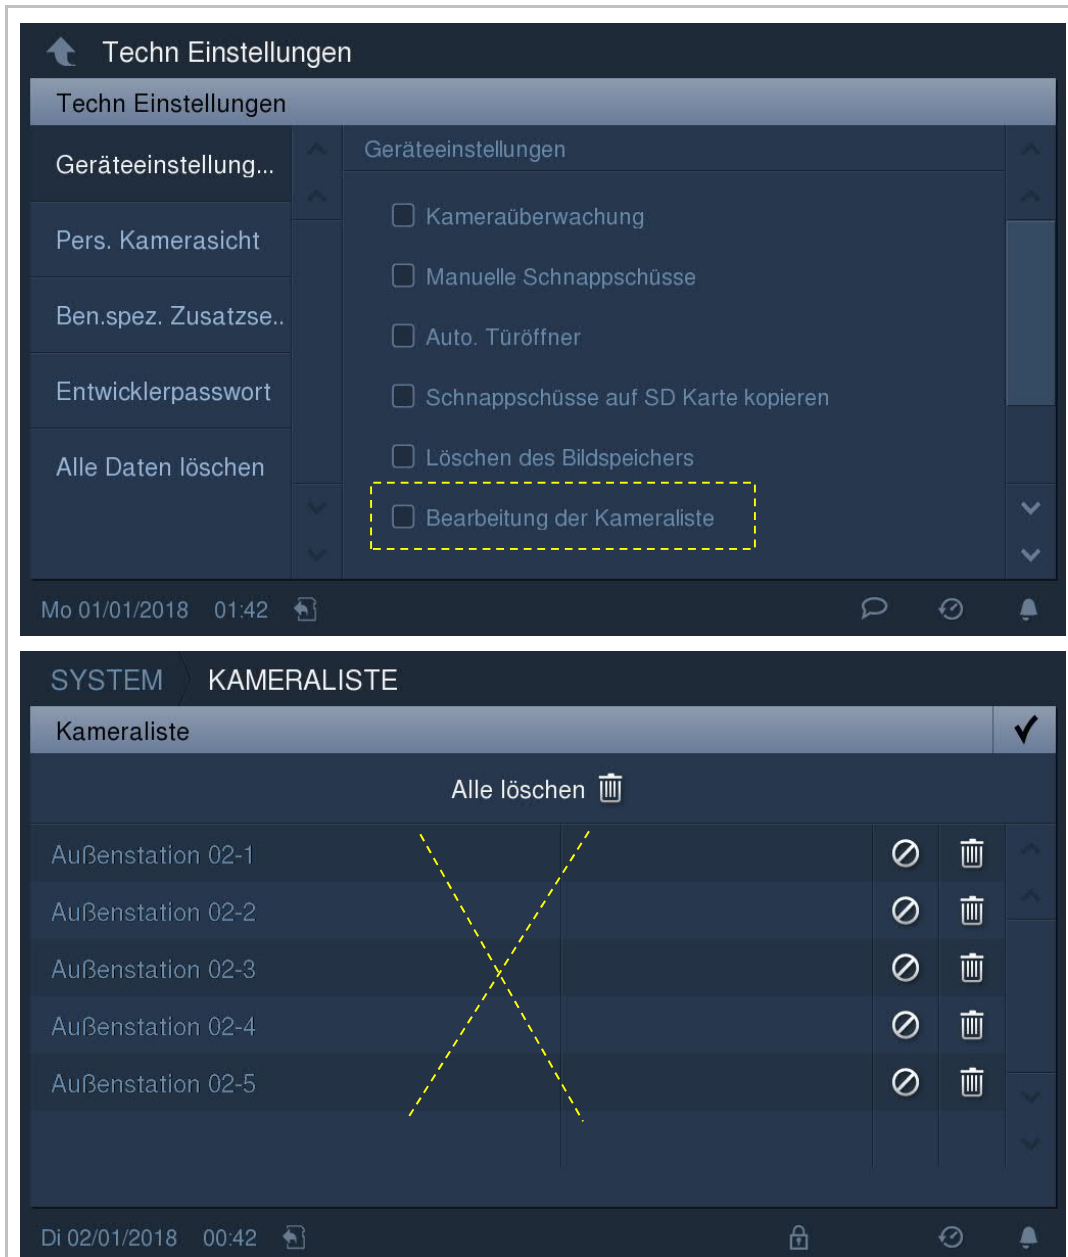 Techn Einstellungen
Techn Einstellungen
Geräteeinstellung...
Pers. Kamerasicht
Ben.spez. Zusatzse..
Entwicklerpasswort
Alle Daten löschen
Geräteeinstellungen
Kameraüberwachung
Manuelle Schnappschüsse
Auto. Türöffner
Schnappschüsse auf SD Karte kopieren
Löschen des Bildspeichers
Bearbeitung der Kameraliste
Mo 01/01/2018 01:42
SYSTEM KAMERALISTE
Kameraliste
Alle löschen
Außenstation 02-1
Außenstation 02-2
Außenstation 02-3
Außenstation 02-4
Außenstation 02-5
Di 02/01/2018 00:42